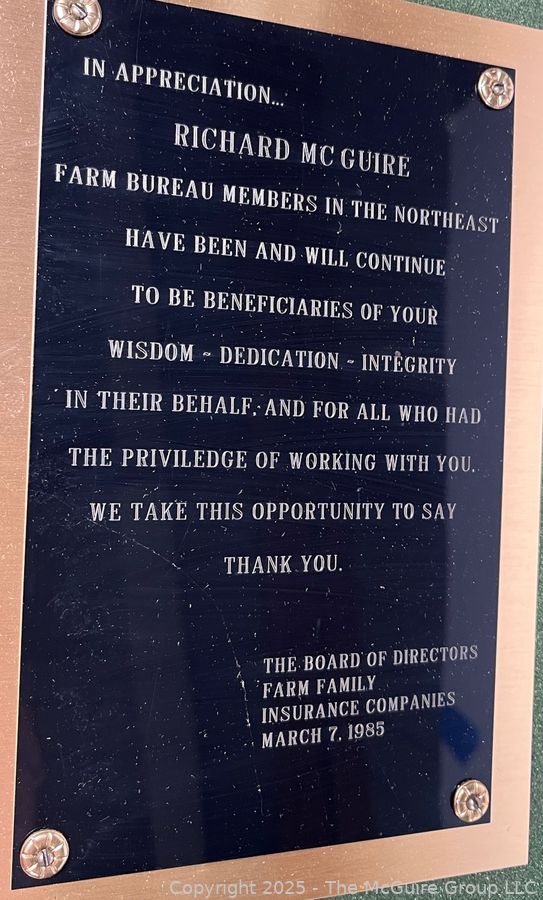 IN APPRECIATION...
RICHARD MC GUIRE
FARM BUREAU MEMBERS IN THE NORTHEAST
HAVE BEEN AND WILL CONTINUE
TO BE BENEFICIARIES OF YOUR
WISDOM ~ DEDICATION ~ INTEGRITY
IN THEIR BEHALF, AND FOR ALL WHO HAD
THE PRIVILEDGE OF WORKING WITH YOU.
WE TAKE THIS OPPORTUNITY TO SAY
THANK YOU.
THE BOARD OF DIRECTORS
FARM FAMILY
INSURANCE COMPANIES
MARCH 7, 1985
Copyright 2025 - The McGuire Group LLC